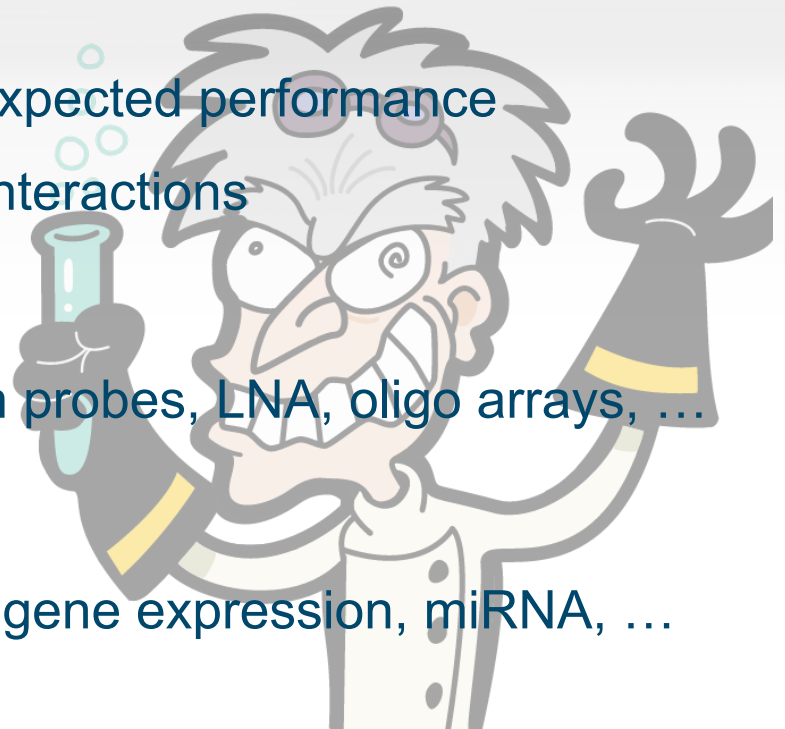 xpected performance
nteractions
n probes, LNA, oligo arrays, …
gene expression, miRNA, …